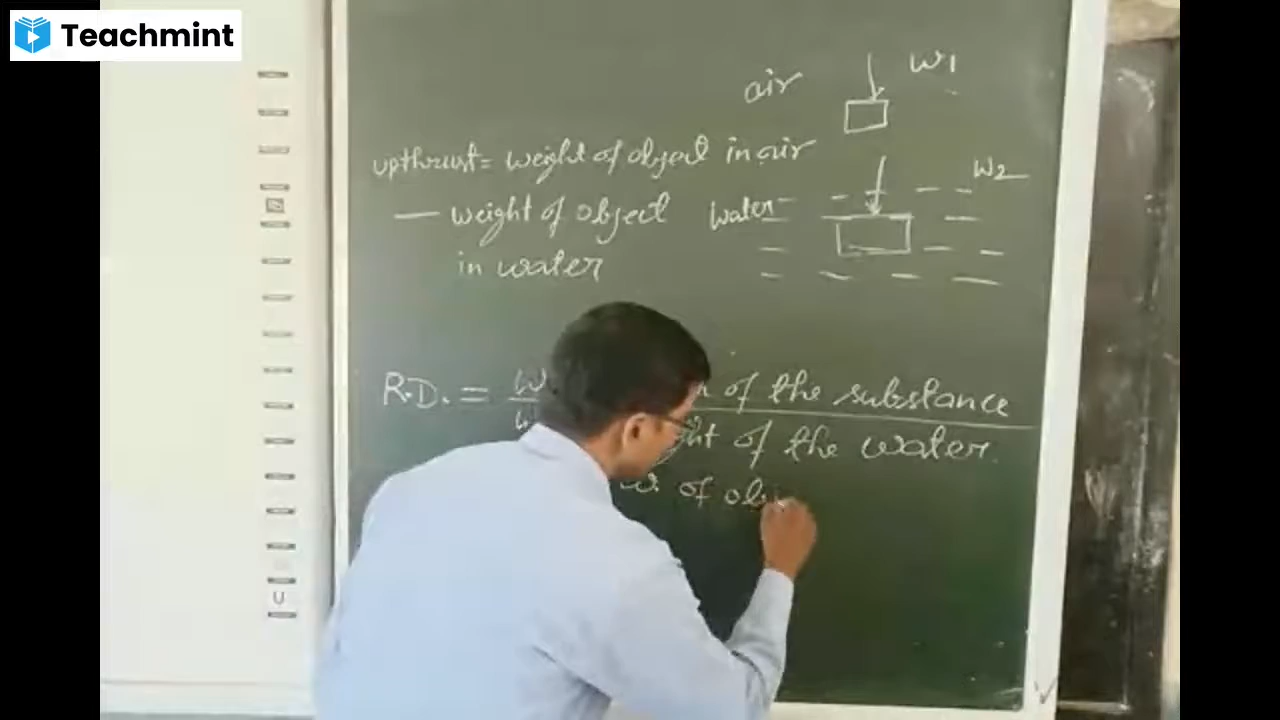 Teachmint
air
W1
upthrust = weight of object in air
W2
— weight of object
water
in water
R.D. = of the substance
of the water.
w. of obj